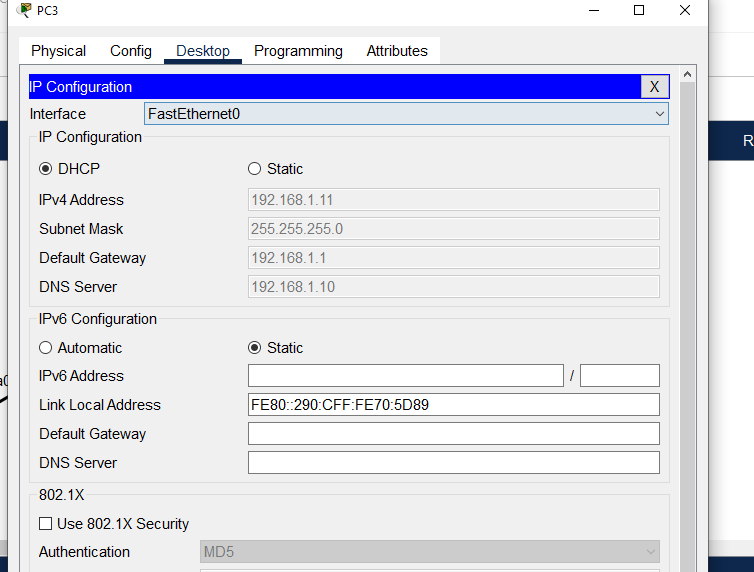 PC3
Physical Config Desktop Programming Attributes
IP Configuration X
Interface FastEthernet0
IP Configuration
DHCP Static
IPv4 Address 192.168.1.11
Subnet Mask 255.255.255.0
Default Gateway 192.168.1.1
DNS Server 192.168.1.10
IPv6 Configuration
Automatic Static
IPv6 Address /
Link Local Address FE80::290:CFF:FE70:5D89
Default Gateway
DNS Server
802.1X
Use 802.1X Security
Authentication MD5